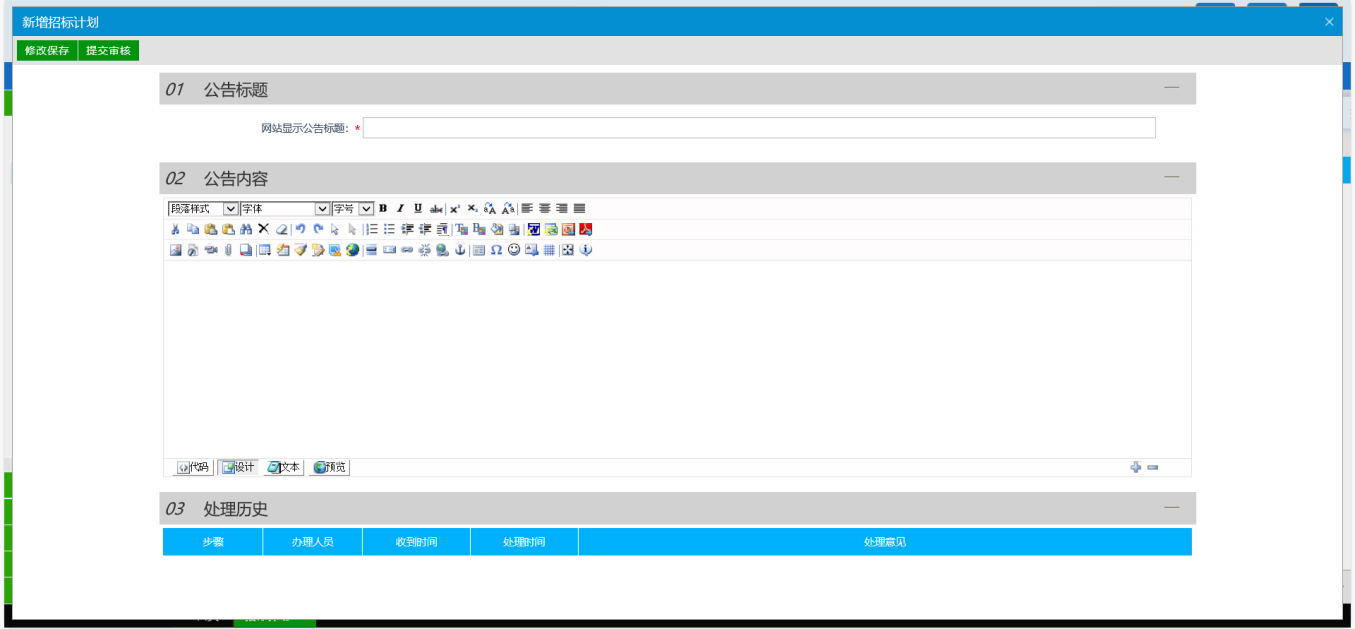 新增招标计划
×
修改保存 提交审核
01 公告标题
网站显示公告标题: *
02 公告内容
段落样式 字体 字号
代码 设计 文本 预览
03 处理历史
步骤 办理人员 收到时间 处理时间 处理意见